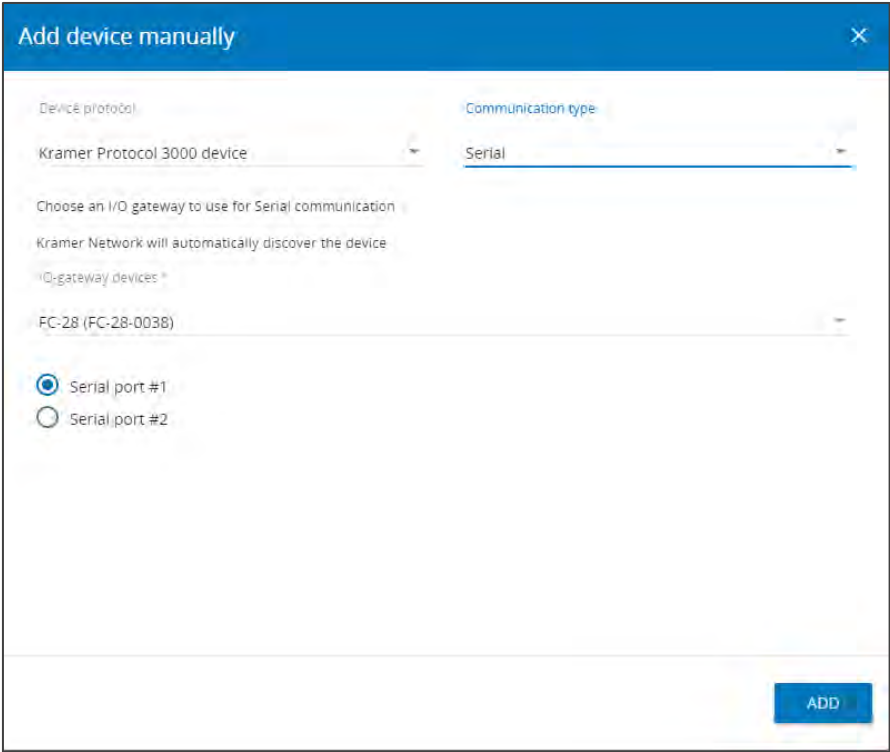 Add device manually
Device protocol
Communication type
Kramer Protocol 3000 device
Serial
Choose an I/O gateway to use for Serial communication
Kramer Network will automatically discover the device
IO-gateway devices *
FC-28 (FC-28-0038)
Serial port #1
Serial port #2
ADD